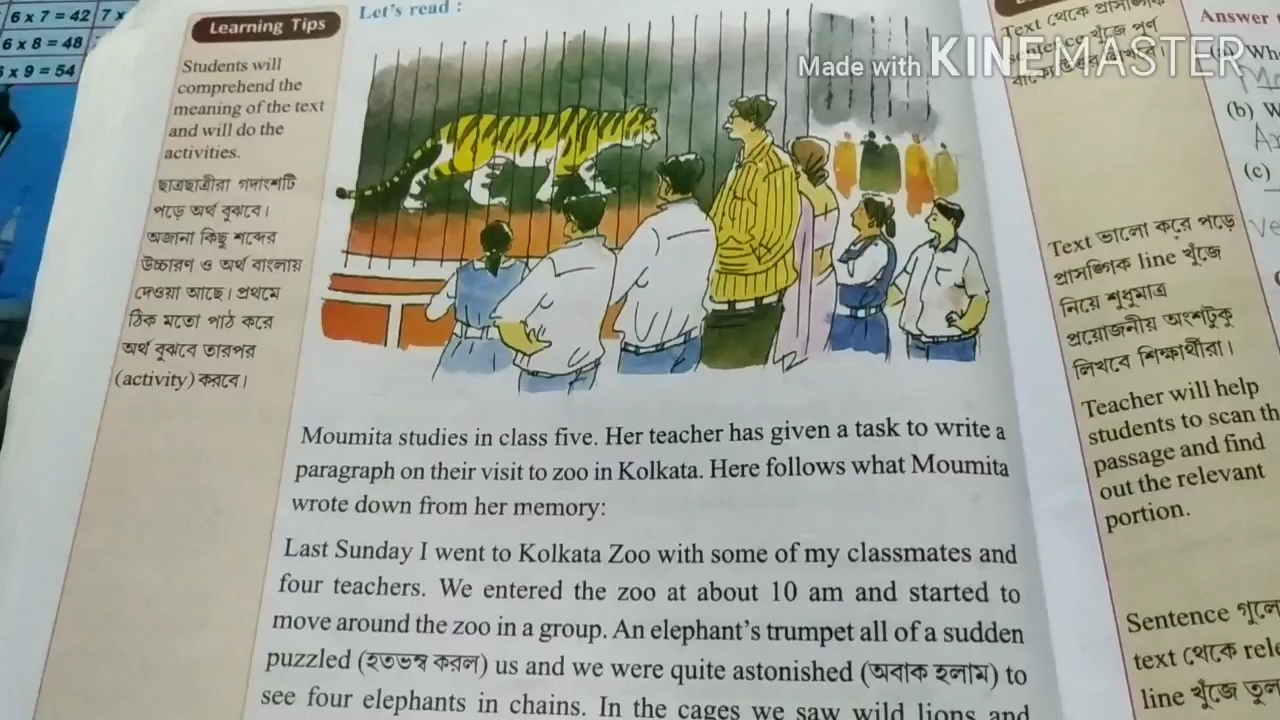 6 x 7 = 42
6 x 8 = 48
x 9 = 54
Learning Tips
Students will
comprehend the
meaning of the text
and will do the
activities.
ছাত্রছাত্রীরা গদ্যাংশটি
পড়ে অর্থ বুঝবে।
অজানা কিছু শব্দের
উচ্চারণ ও অর্থ বাংলায়
দেওয়া আছে। প্রথমে
ঠিক মতো পাঠ করে
অর্থ বুঝবে তারপর
(activity) করবে।
Let's read :
Made with KINEMASTER
Moumita studies in class five. Her teacher has given a task to write a
paragraph on their visit to zoo in Kolkata. Here follows what Moumita
wrote down from her memory:
Last Sunday I went to Kolkata Zoo with some of my classmates and
four teachers. We entered the zoo at about 10 am and started to
move around the zoo in a group. An elephant's trumpet all of a sudden
puzzled (হতভম্ব করল) us and we were quite astonished (অবাক হলাম) to
see four elephants in chains. In the cages we saw wild lions and
Text থেকে প্রাসঙ্গিক
sentence খুঁজে
Text ভালো করে পড়ে
প্রাসঙ্গিক line খুঁজে
নিয়ে শুধুমাত্র
প্রয়োজনীয় অংশটুকু
লিখবে শিক্ষার্থীরা।
Teacher will help
students to scan
passage and find
out the relevant
portion.
Sentence
text থেকে
line খুঁজে
Answer
(b)
(c)